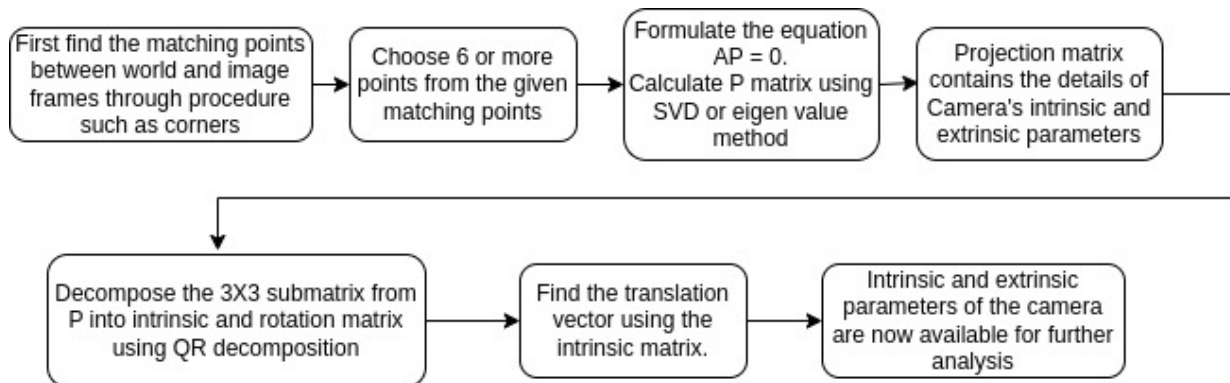 First find the matching points
between world and image
frames through procedure
such as corners
Choose 6 or more
points from the given
matching points
Formulate the equation
AP = 0.
Calculate P matrix using
SVD or eigen value
method
Projection matrix
contains the details of
Camera's intrinsic and
extrinsic parameters
Decompose the 3X3 submatrix from
P into intrinsic and rotation matrix
using QR decomposition
Find the translation
vector using the
intrinsic matrix.
Intrinsic and extrinsic
parameters of the camera
are now available for further
analysis